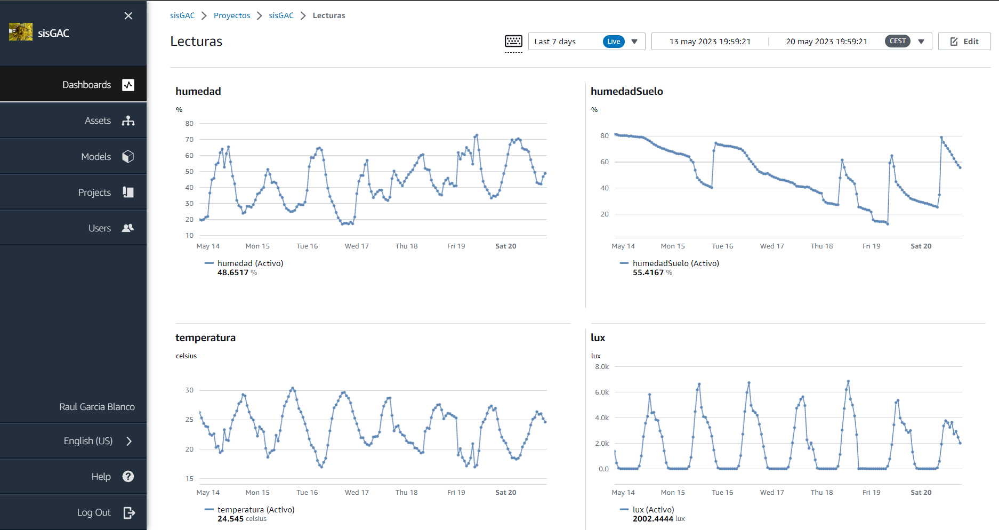 sisGAC
Dashboards
Assets
Models
Projects
Users
Raul Garcia Blanco
English (US)
Help
Log Out
sisGAC > Proyectos > sisGAC > Lecturas
Lecturas
Last 7 days Live
13 may 2023 19:59:21 | 20 may 2023 19:59:21 CEST
Edit
humedad
%
80
70
60
50
40
30
20
10
May 14 Mon 15 Tue 16 Wed 17 Thu 18 Fri 19 Sat 20
humedad (Activo)
48.6517 %
humedadSuelo
%
80
60
40
20
May 14 Mon 15 Tue 16 Wed 17 Thu 18 Fri 19 Sat 20
humedadSuelo (Activo)
55.4167 %
temperatura
celsius
30
25
20
15
May 14 Mon 15 Tue 16 Wed 17 Thu 18 Fri 19 Sat 20
temperatura (Activo)
24.545 celsius
lux
lux
8.0k
6.0k
4.0k
2.0k
0.0
May 14 Mon 15 Tue 16 Wed 17 Thu 18 Fri 19 Sat 20
lux (Activo)
2002.4444 lux